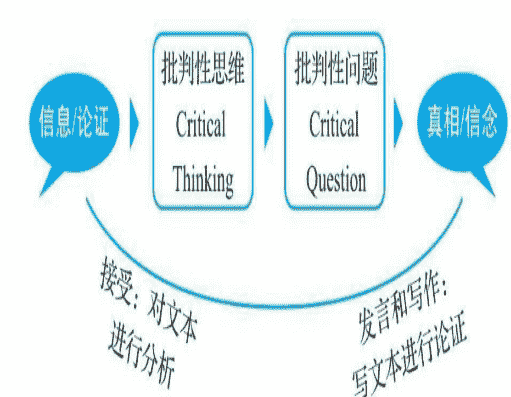 信息/论证
批判性思维
Critical
Thinking
批判性问题
Critical
Question
真相/信念
接受：对文本
进行分析
发言和写作：
写文本进行论证